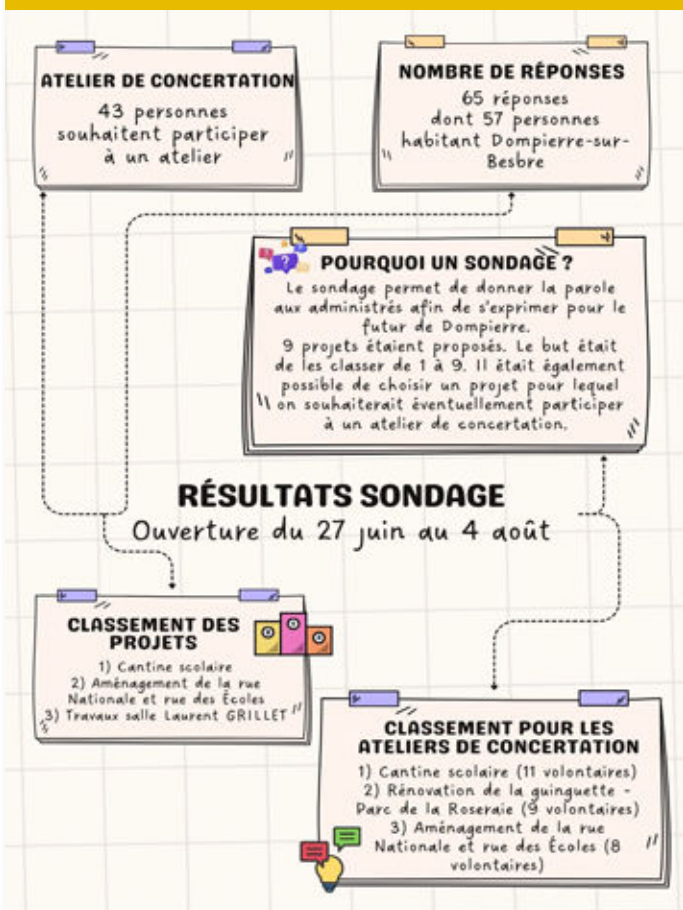 ATELIER DE CONCERTATION
43 personnes
souhaitent participer
à un atelier
NOMBRE DE RÉPONSES
65 réponses
dont 57 personnes
habitant Dompierre-sur-
Besbre
POURQUOI UN SONDAGE ?
Le sondage permet de donner la parole
aux administrés afin de s'exprimer pour le
futur de Dompierre.
9 projets étaient proposés. Le but était
de les classer de 1 à 9. Il était également
possible de choisir un projet pour lequel
on souhaiterait éventuellement participer
à un atelier de concertation.
RÉSULTATS SONDAGE
Ouverture du 27 juin au 4 août
CLASSEMENT DES
PROJETS
1) Cantine scolaire
2) Aménagement de la rue
Nationale et rue des Écoles
3) Travaux salle Laurent GRILLET
CLASSEMENT POUR LES
ATELIERS DE CONCERTATION
1) Cantine scolaire (11 volontaires)
2) Rénovation de la guinguette -
Parc de la Roseraie (9 volontaires)
3) Aménagement de la rue
Nationale et rue des Écoles (8
volontaires)